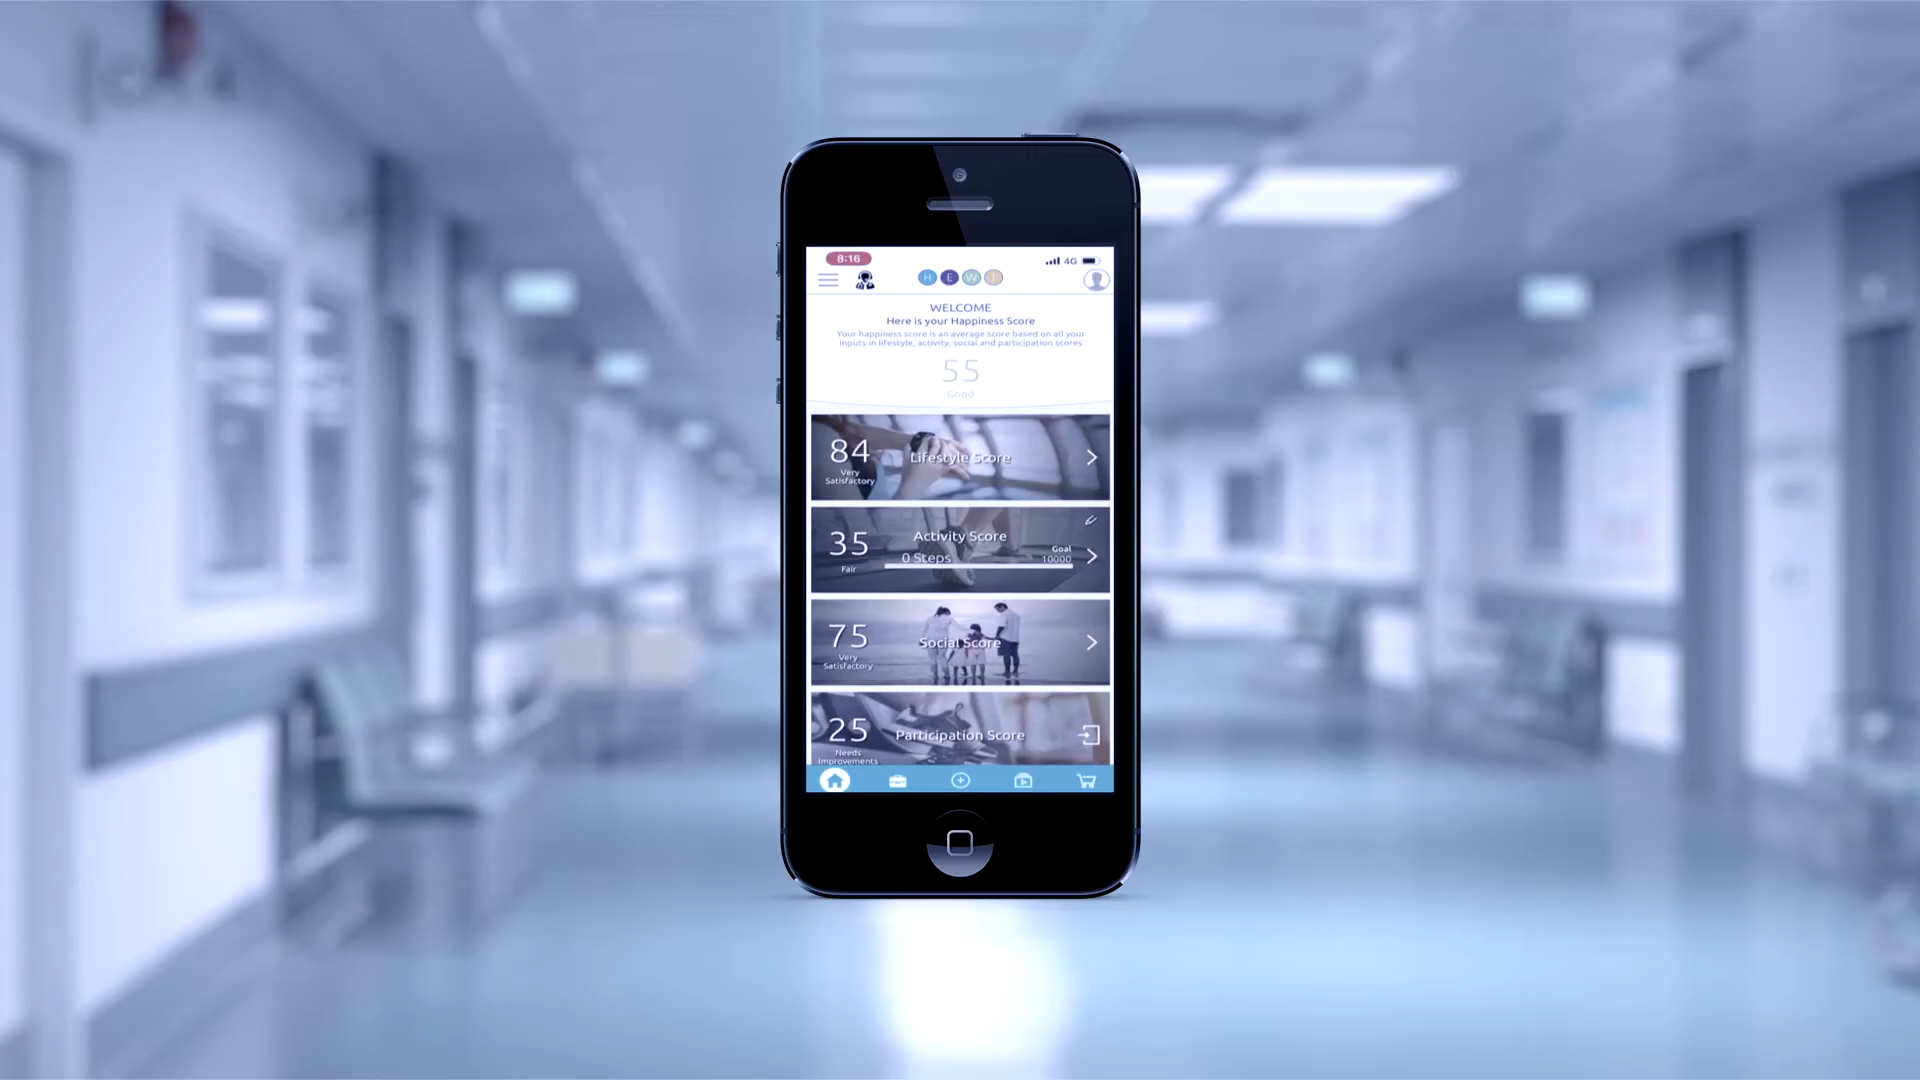 8:16
4G
H E W I
WELCOME
Here is your Happiness Score
Your happiness score is an average score based on all your
inputs in lifestyle, activity, social and participation scores
55
Good
84
Very
Satisfactory
Lifestyle Score
35
Fair
Activity Score
0 Steps
Goal
10000
75
Very
Satisfactory
Social Score
25
Needs
Improvements
Participation Score